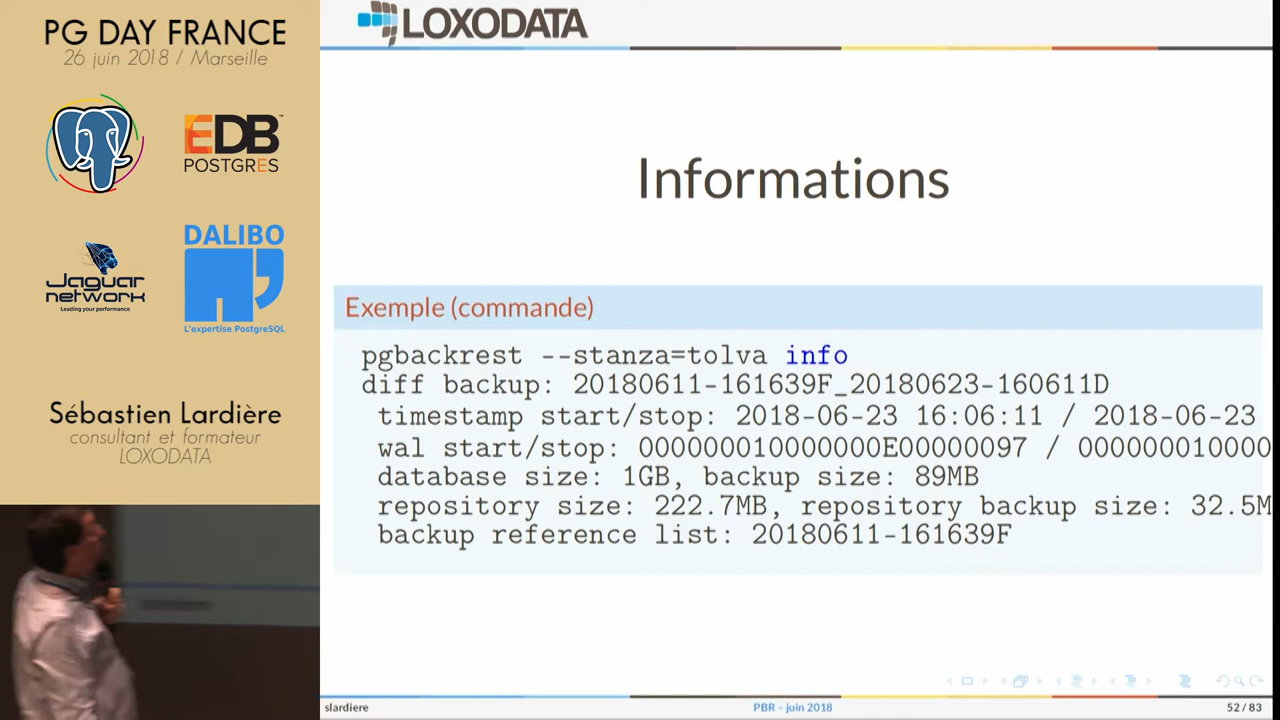 PG DAY FRANCE
26 juin 2018 / Marseille
EDB
POSTGRES
Jaguar
network
Leading your performance
DALIBO
L'expertise PostgreSQL
Sébastien Lardière
consultant et formateur
LOXODATA
LOXODATA
Informations
Exemple (commande)
pgbackrest --stanza=tolva info
diff backup: 20180611-161639F_20180623-160611D
timestamp start/stop: 2018-06-23 16:06:11 / 2018-06-23
wal start/stop: 000000010000000E00000097 / 000000010000
database size: 1GB, backup size: 89MB
repository size: 222.7MB, repository backup size: 32.5M
backup reference list: 20180611-161639F
slardiere
PBR – juin 2018
52 / 83